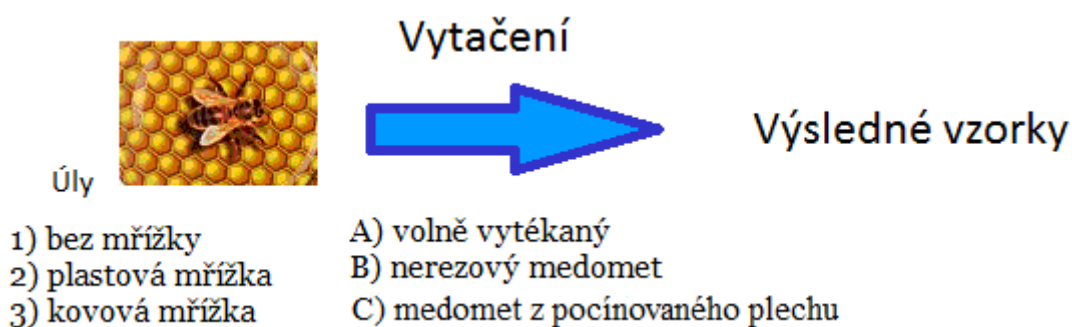 Vytačení
Výsledné vzorky
Úly
1) bez mřížky
2) plastová mřížka
3) kovová mřížka
A) volně vytékaný
B) nerezový medomet
C) medomet z pocínovaného plechu